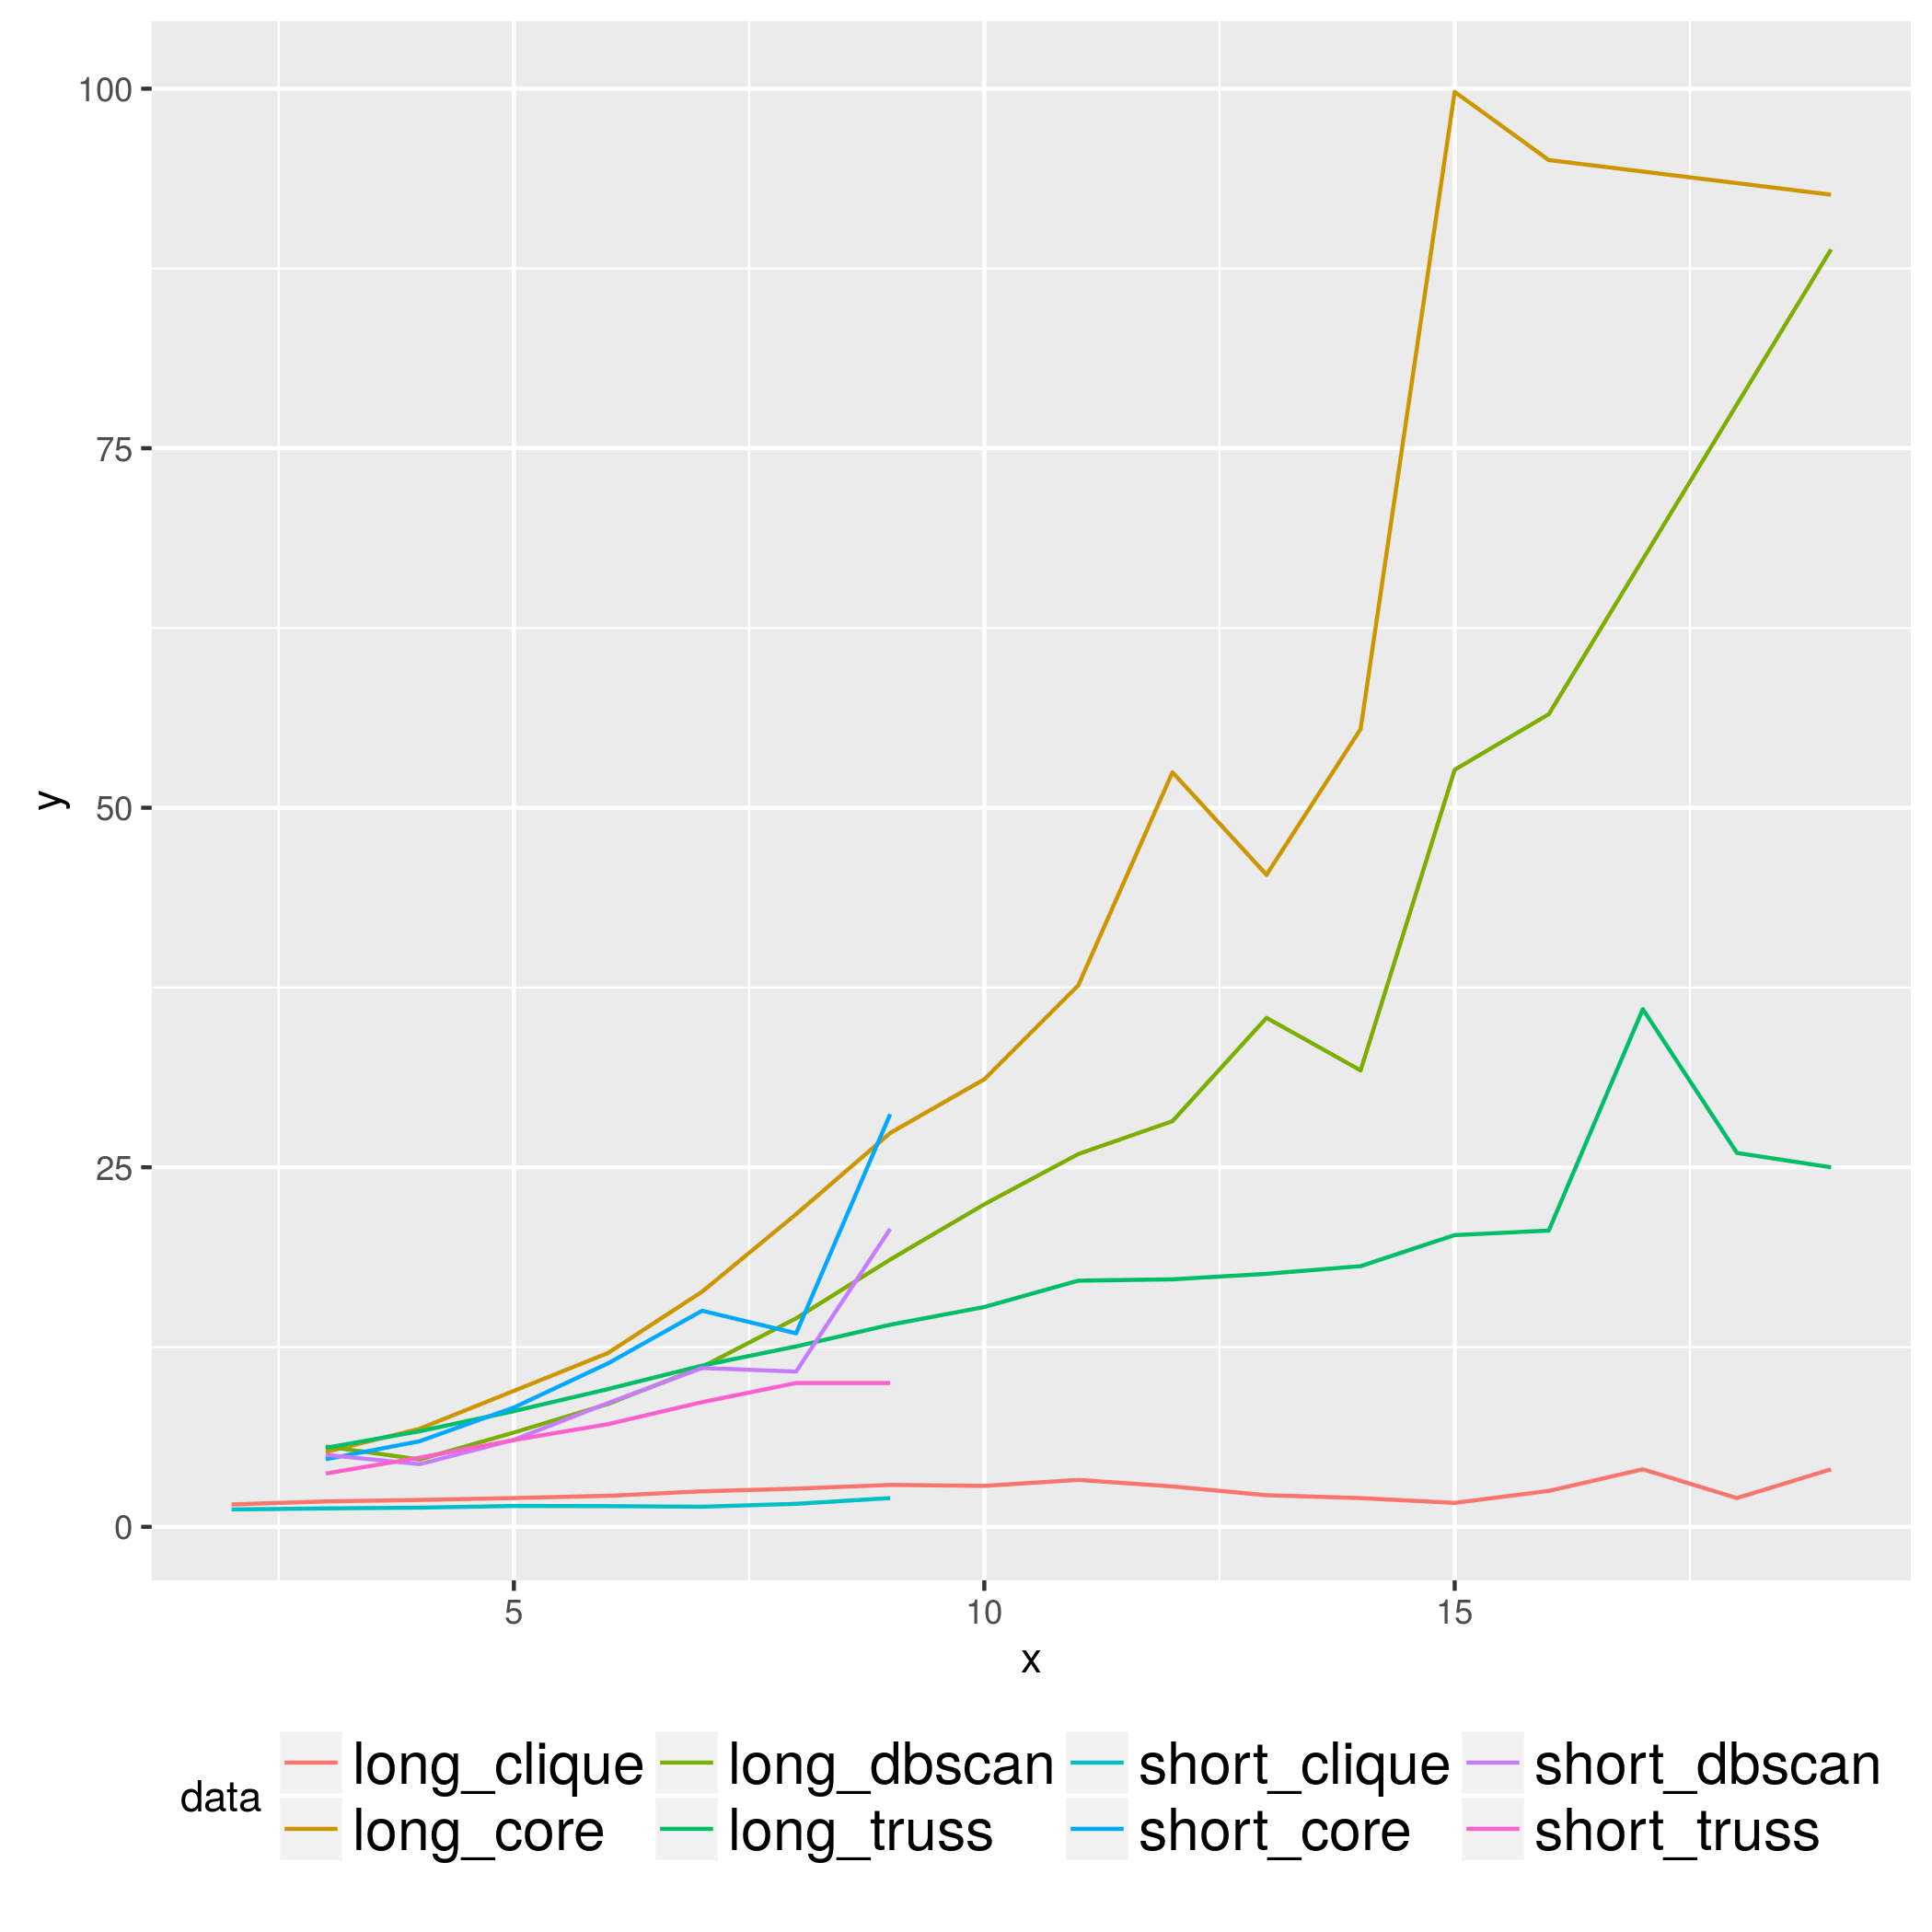 100
75
50
25
0
y
5 10 15
x
data
long_clique long_dbscan short_clique short_dbscan
long_core long_truss short_core short_truss